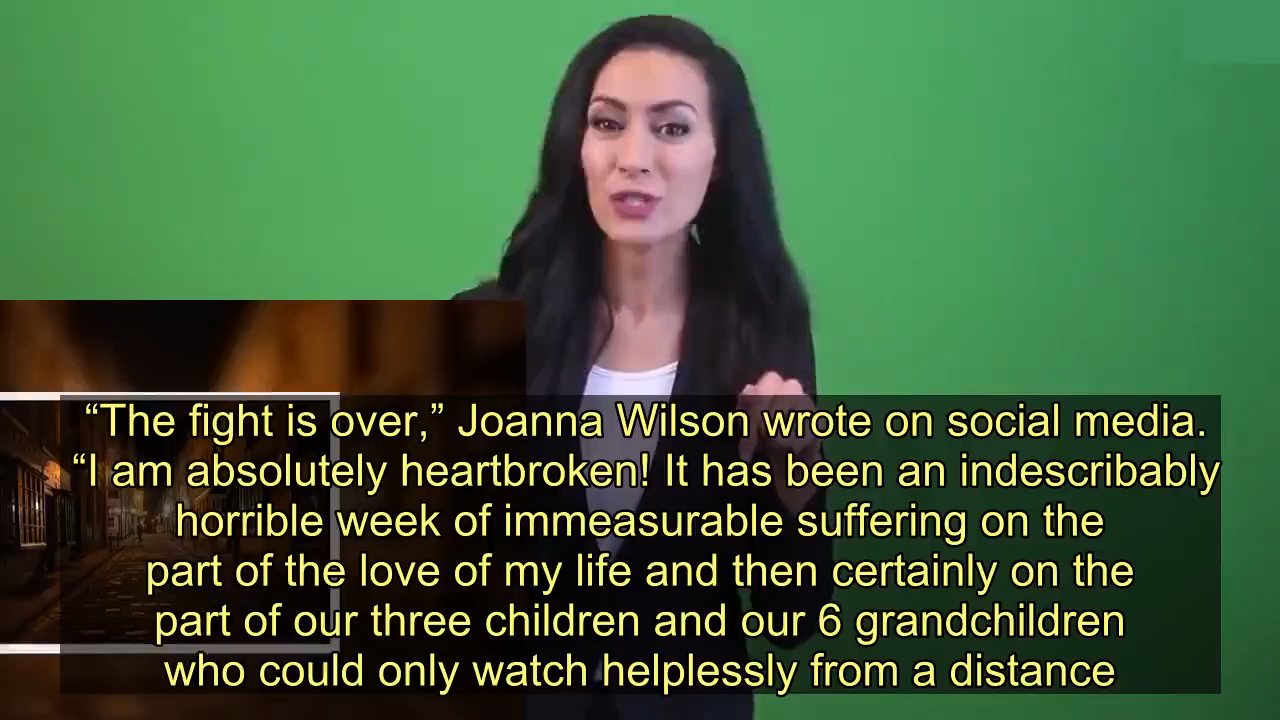 “The fight is over,” Joanna Wilson wrote on social media.
“I am absolutely heartbroken! It has been an indescribably
horrible week of immeasurable suffering on the
part of the love of my life and then certainly on the
part of our three children and our 6 grandchildren
who could only watch helplessly from a distance